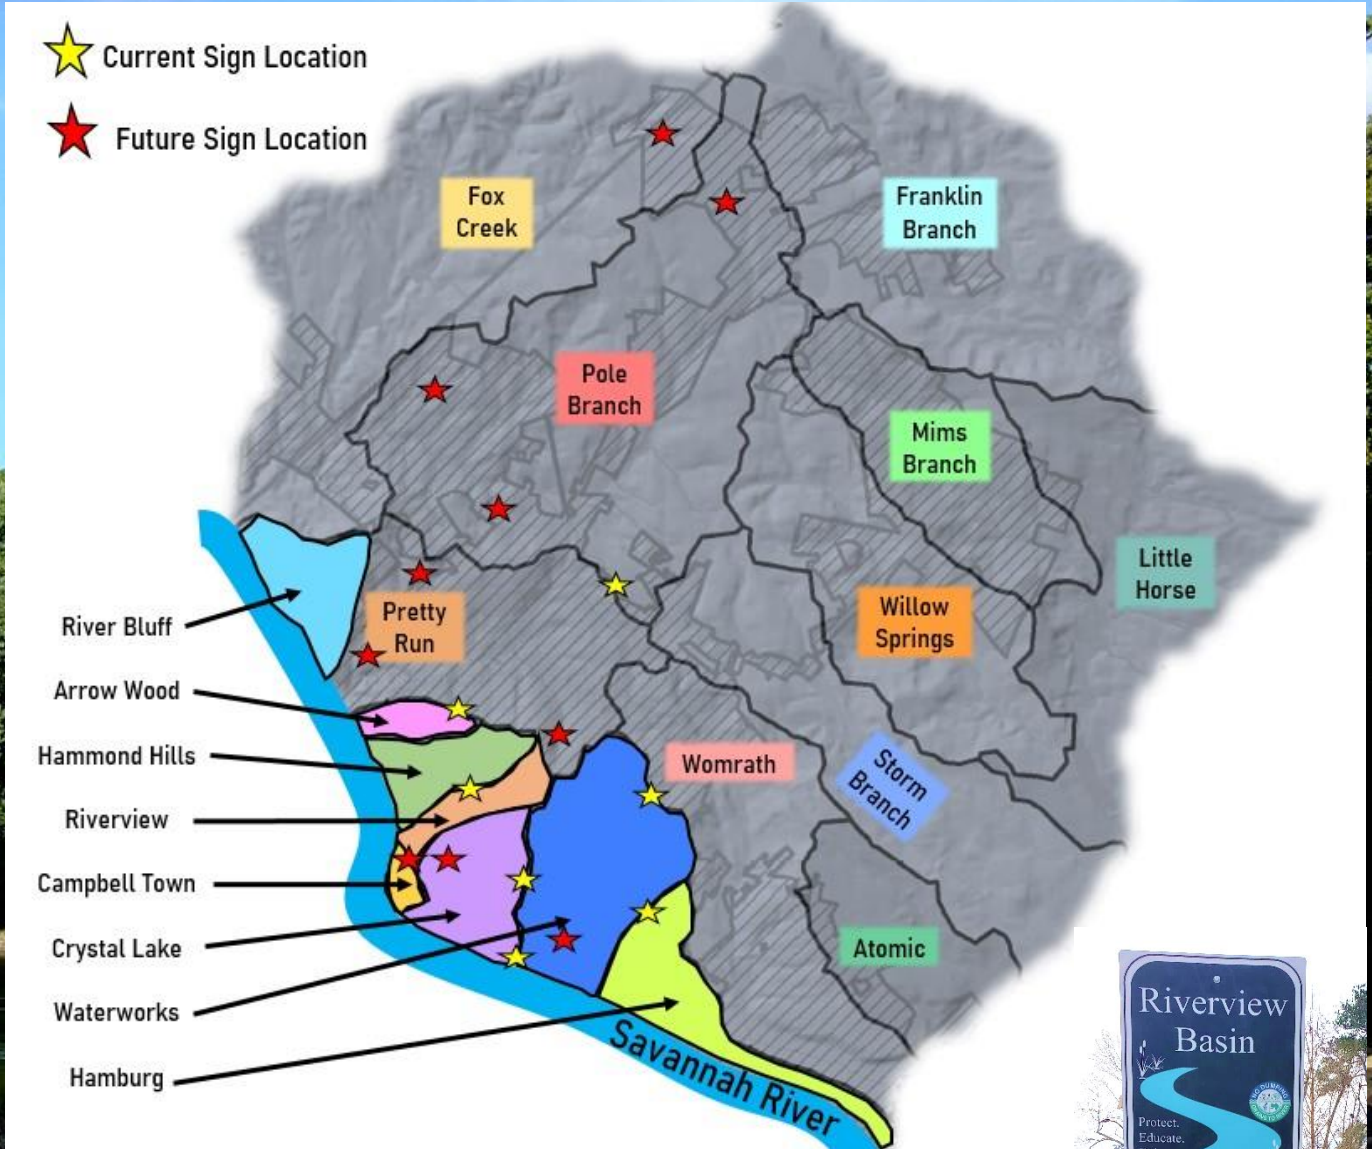 Current Sign Location
Future Sign Location
Fox
Creek
Franklin
Branch
Pole
Branch
Mims
Branch
Little
Horse
Willow
Springs
Pretty
Run
River Bluff
Arrow Wood
Hammond Hills
Riverview
Campbell Town
Crystal Lake
Waterworks
Hamburg
Womrath
Storm
Branch
Atomic
Savannah River
Riverview
Basin
NO DUMPING
Protect.
Educate.